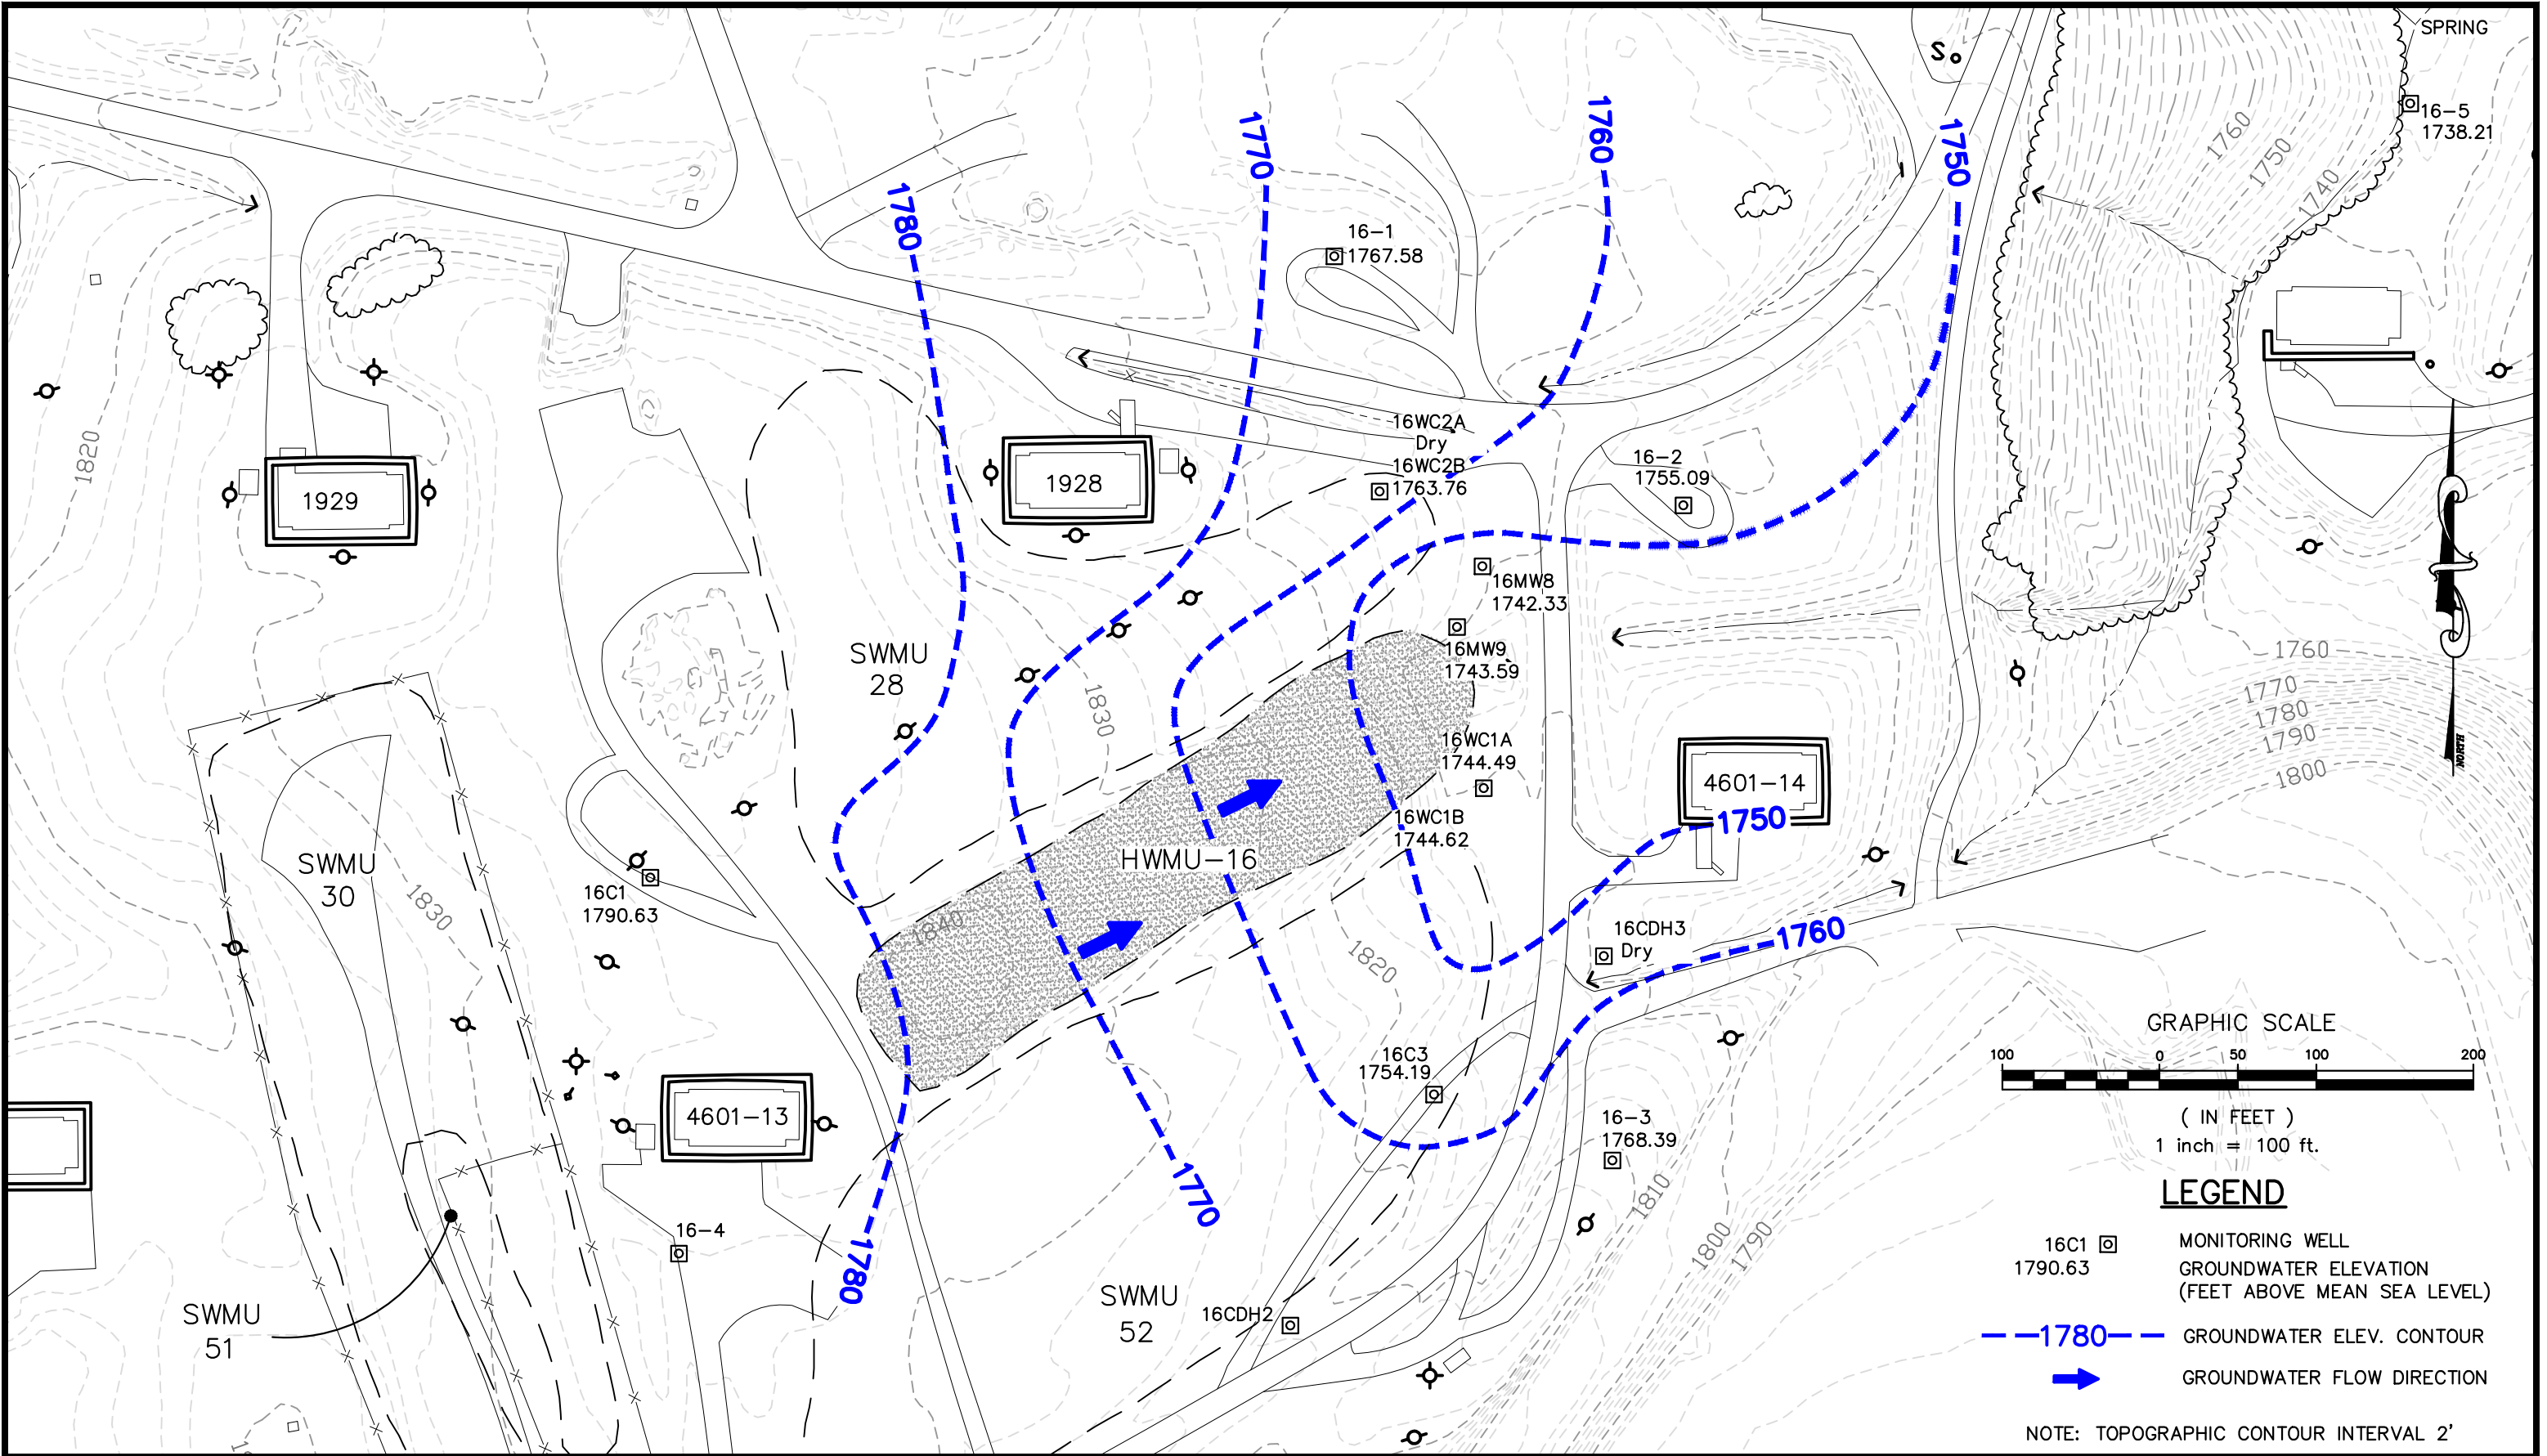 SPRING
S
16-5
1738.21
1760
1750
1740
1780
1770
1760
1750
16-1
1767.58
1820
1929
1928
16WC2A
Dry
16WC2B
1763.76
16-2
1755.09
16MW8
1742.33
16MW9
1743.59
SWMU
28
1830
16WC1A
1744.49
16WC1B
1744.62
4601-14
1750
1760
1770
1780
1790
1800
NORTH
SWMU
30
1830
16C1
1790.63
HWMU-16
1840
1820
16CDH3
Dry
1760
16C3
1754.19
16-3
1768.39
4601-13
16-4
1770
1780
1810
1800
1790
SWMU
51
SWMU
52
16CDH2
GRAPHIC SCALE
100 0 50 100 200
( IN FEET )
1 inch = 100 ft.
LEGEND
16C1
1790.63
MONITORING WELL
GROUNDWATER ELEVATION
(FEET ABOVE MEAN SEA LEVEL)
1780
GROUNDWATER ELEV. CONTOUR
GROUNDWATER FLOW DIRECTION
NOTE: TOPOGRAPHIC CONTOUR INTERVAL 2'